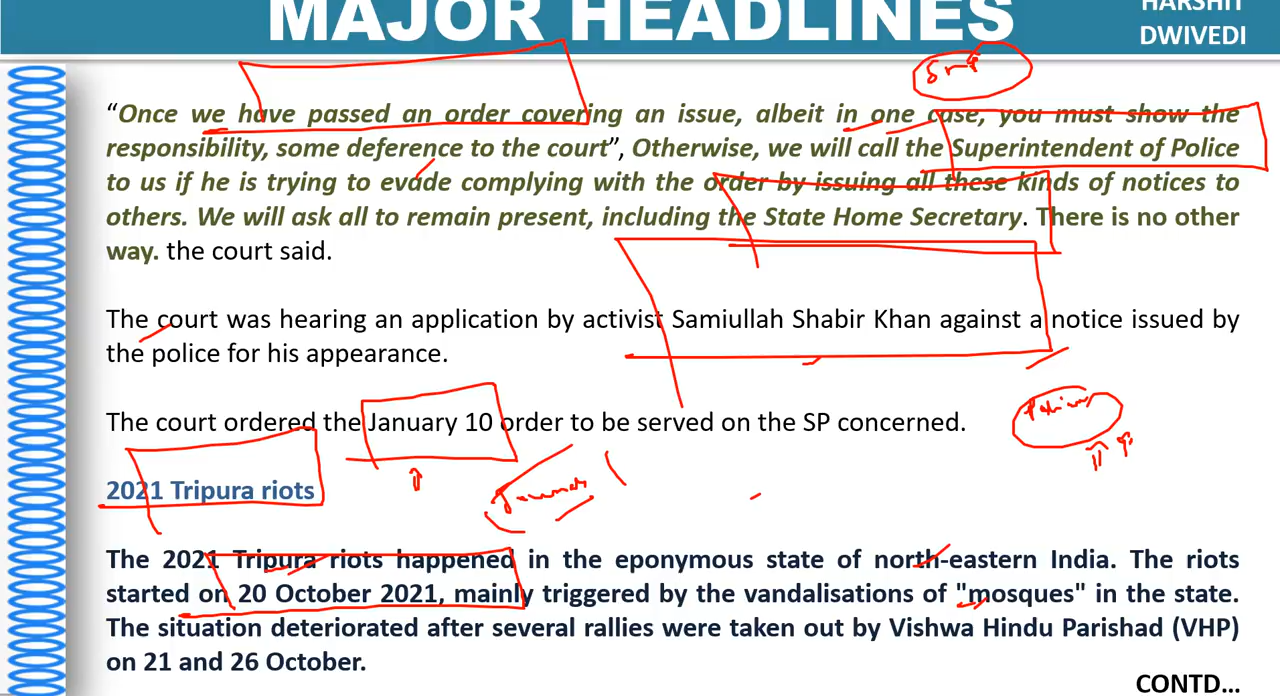 MAJOR HEADLINES
HARSHIT
DWIVEDI
“Once we have passed an order covering an issue, albeit in one case, you must show the
responsibility, some deference to the court”, Otherwise, we will call the Superintendent of Police
to us if he is trying to evade complying with the order by issuing all these kinds of notices to
others. We will ask all to remain present, including the State Home Secretary. There is no other
way. the court said.
The court was hearing an application by activist Samiullah Shabir Khan against a notice issued by
the police for his appearance.
The court ordered the January 10 order to be served on the SP concerned.
2021 Tripura riots
The 2021 Tripura riots happened in the eponymous state of north-eastern India. The riots
started on 20 October 2021, mainly triggered by the vandalisations of "mosques" in the state.
The situation deteriorated after several rallies were taken out by Vishwa Hindu Parishad (VHP)
on 21 and 26 October.
CONTD...